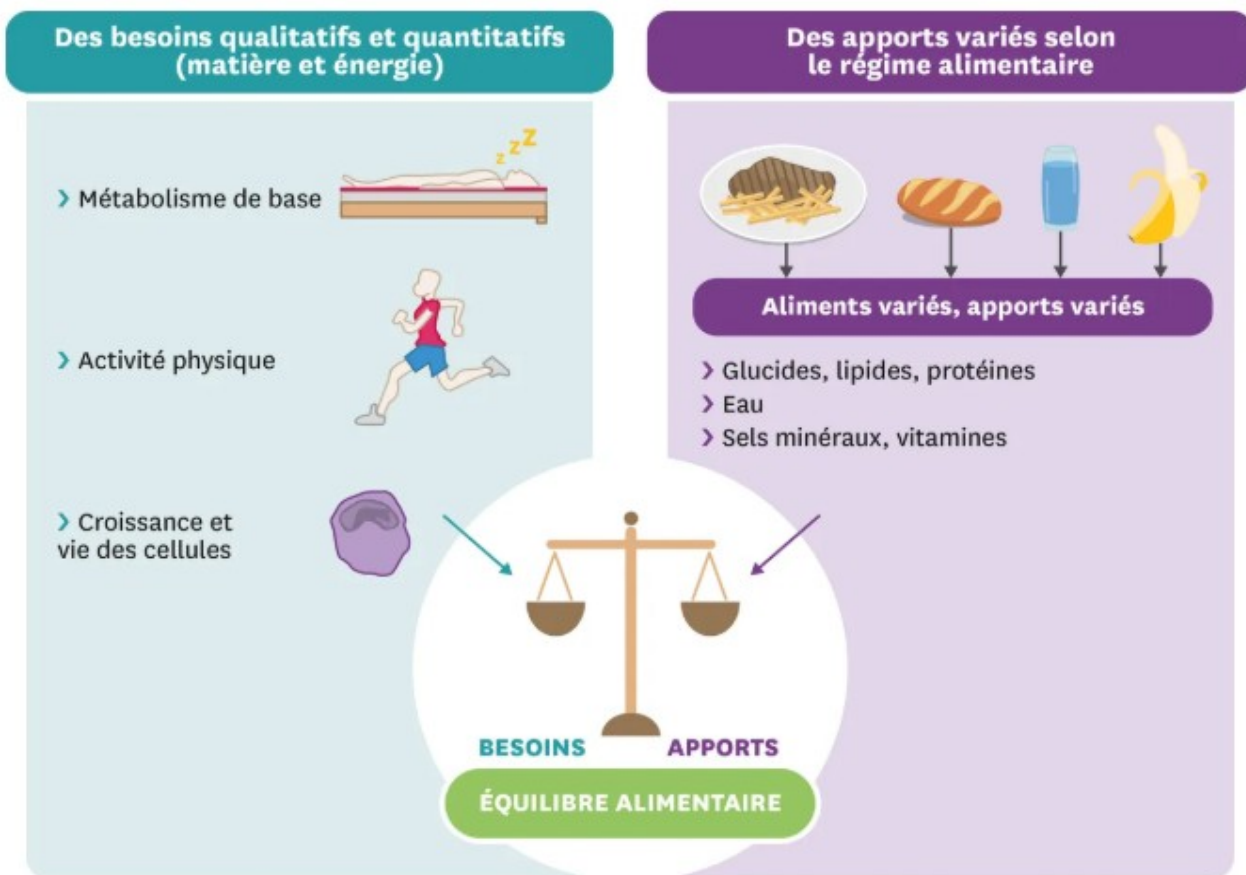 Des besoins qualitatifs et quantitatifs
(matière et énergie)
zzZ
❯ Métabolisme de base
❯ Activité physique
❯ Croissance et
vie des cellules
Des apports variés selon
le régime alimentaire
Aliments variés, apports variés
❯ Glucides, lipides, protéines
❯ Eau
❯ Sels minéraux, vitamines
BESOINS
APPORTS
ÉQUILIBRE ALIMENTAIRE